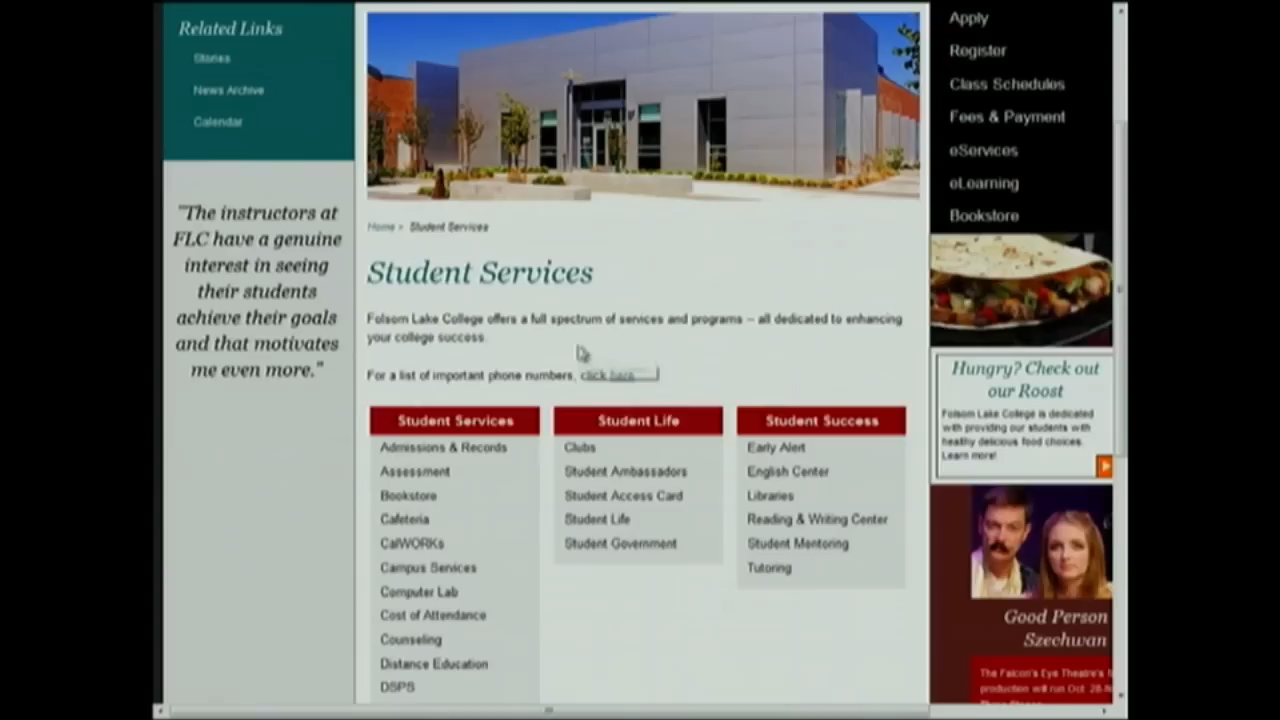 Related Links
Stories
News Archive
Calendar
"The instructors at
FLC have a genuine
interest in seeing
their students
achieve their goals
and that motivates
me even more."
Home > Student Services
Student Services
Folsom Lake College offers a full spectrum of services and programs – all dedicated to enhancing
your college success.
For a list of important phone numbers, click here
Student Services
Admissions & Records
Assessment
Bookstore
Cafeteria
CalWORKs
Campus Services
Computer Lab
Cost of Attendance
Counseling
Distance Education
DSPS
Student Life
Clubs
Student Ambassadors
Student Access Card
Student Life
Student Government
Student Success
Early Alert
English Center
Libraries
Reading & Writing Center
Student Mentoring
Tutoring
Apply
Register
Class Schedules
Fees & Payment
eServices
eLearning
Bookstore
Hungry? Check out
our Roost
Folsom Lake College is dedicated
with providing our students with
healthy delicious food choices.
Learn more!
Good Person
Szechwan
The Falcon's Eye Theatre's
production will run Oct. 28-